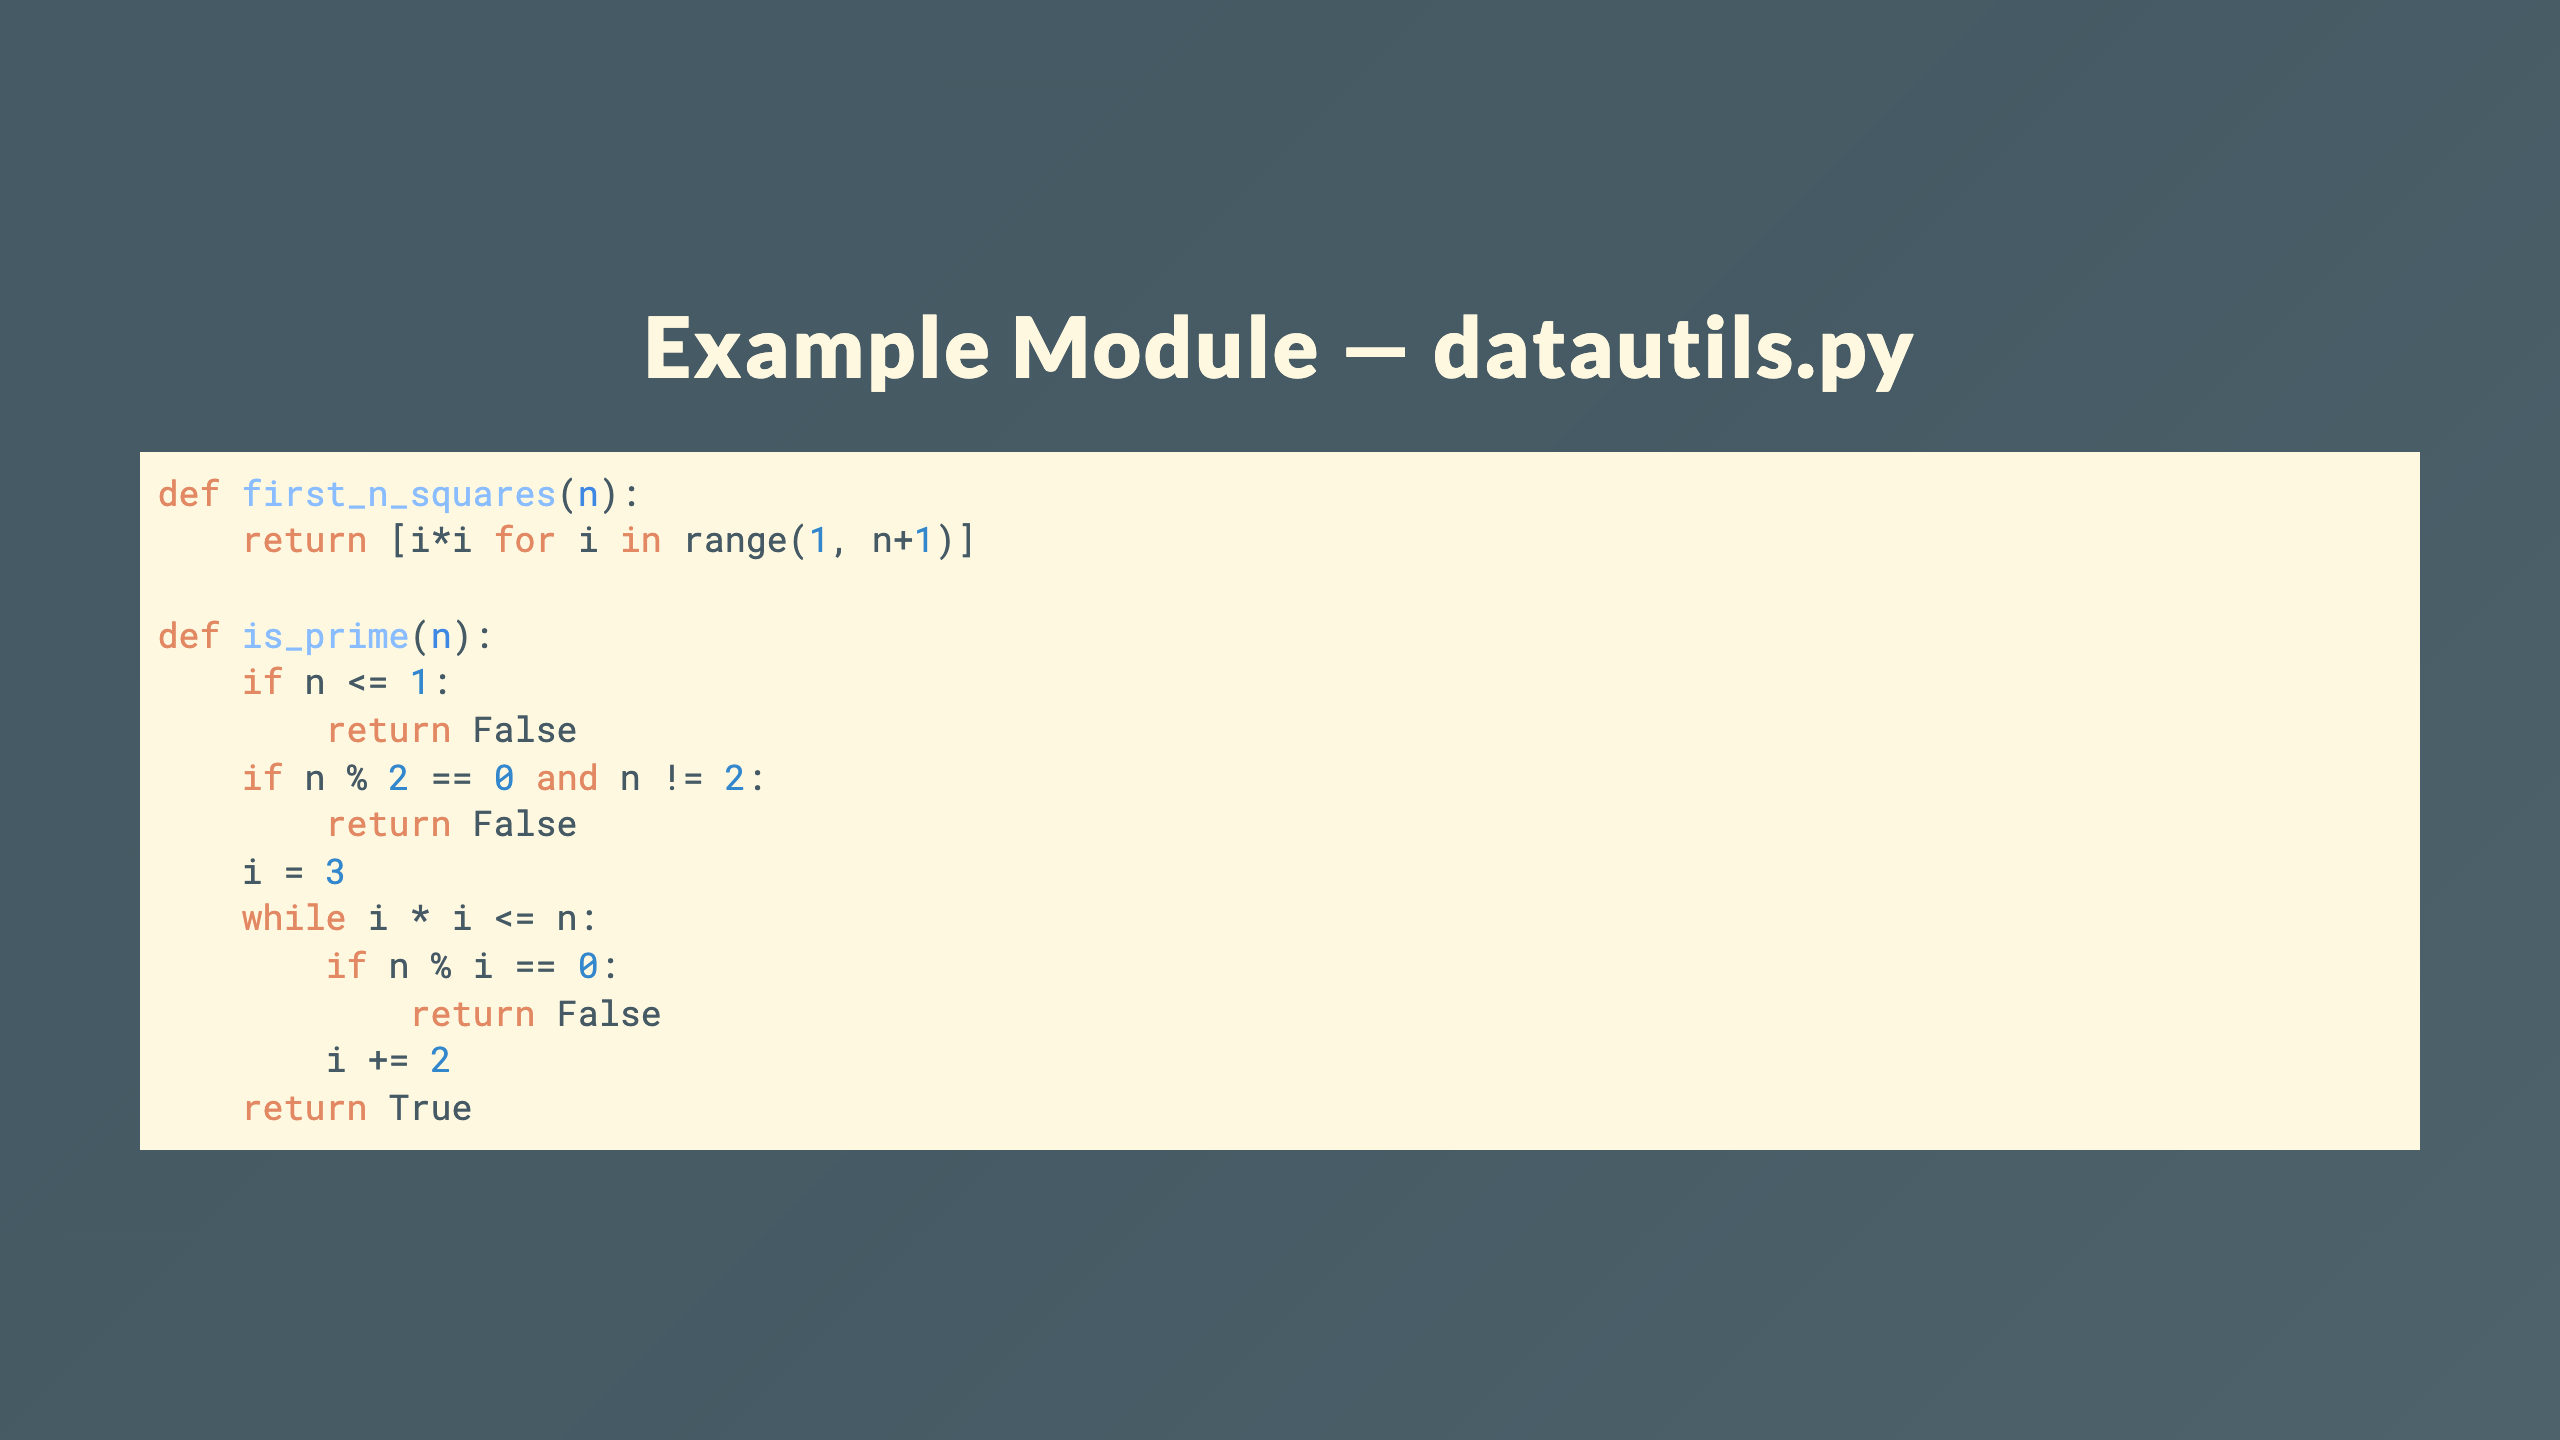 Example Module — datautils.py
def first_n_squares(n):
    return [i*i for i in range(1, n+1)]

def is_prime(n):
    if n <= 1:
        return False
    if n % 2 == 0 and n != 2:
        return False
    i = 3
    while i * i <= n:
        if n % i == 0:
            return False
        i += 2
    return True